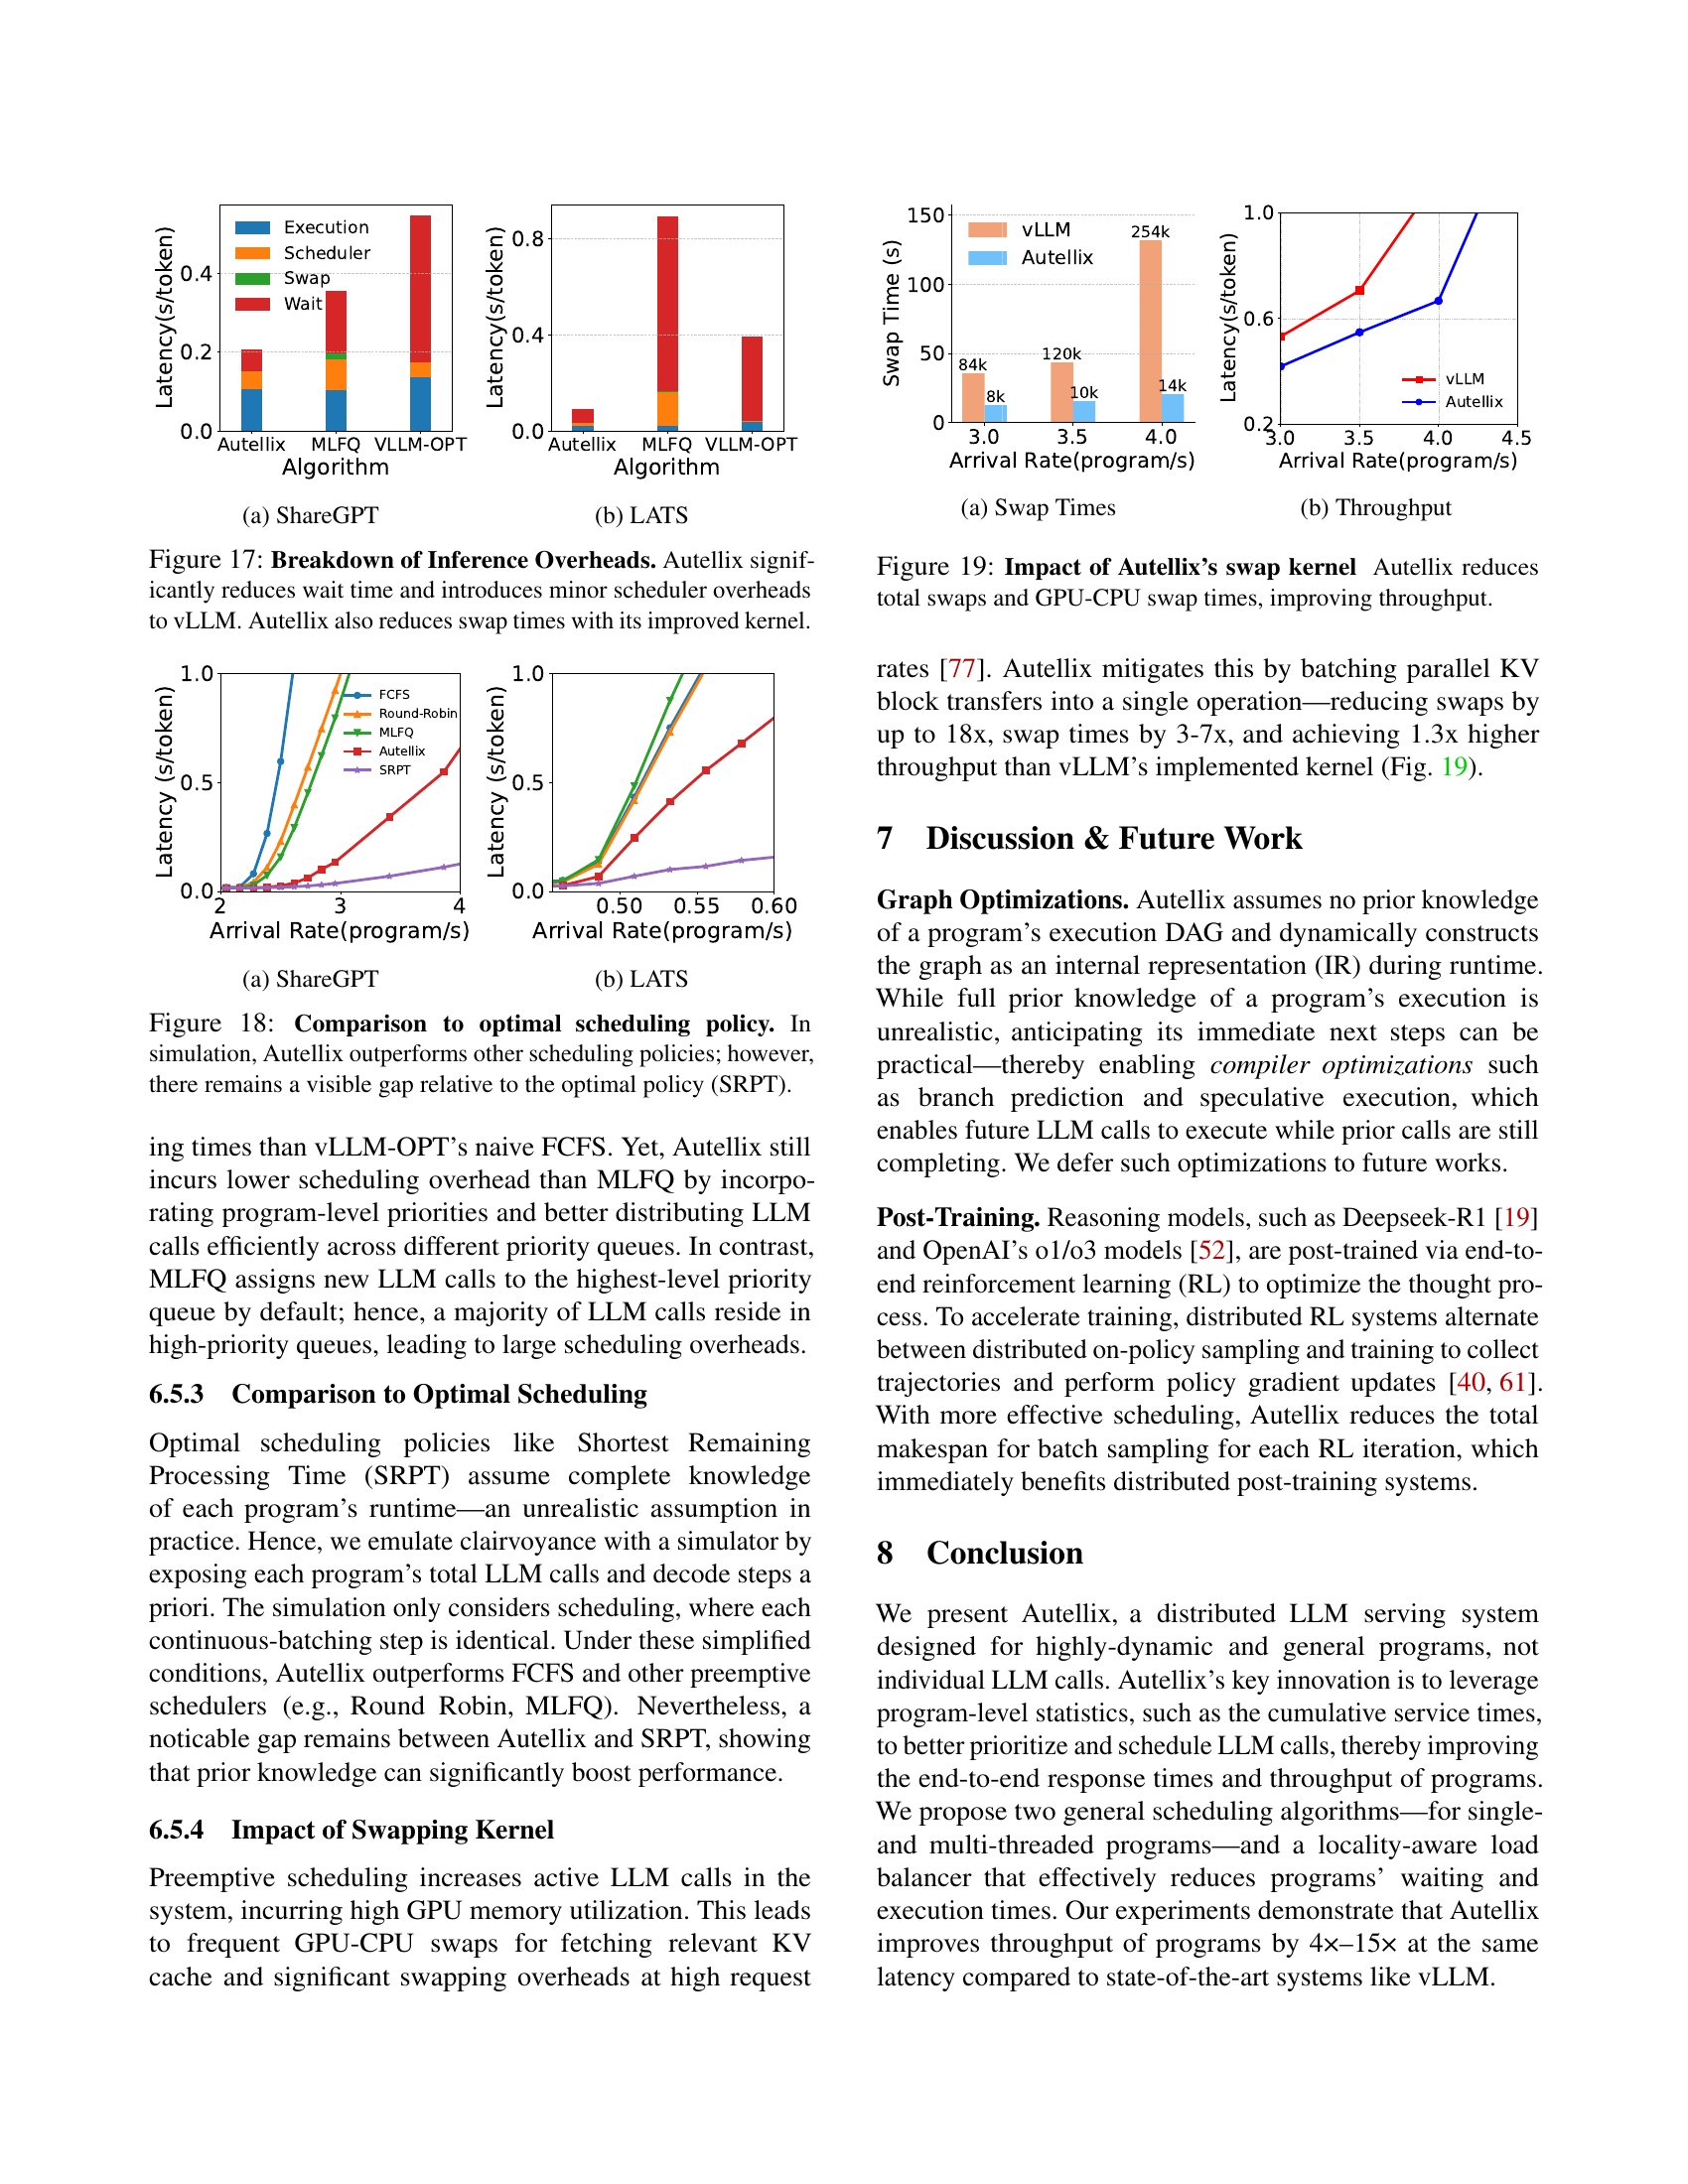 Latency(s/token)
0.4
0.2
0.0
Execution
Scheduler
Swap
Wait
Autellix
MLFQ
VLLM-OPT
Algorithm
(a) ShareGPT
Latency(s/token)
0.8
0.4
0.0
Autellix
MLFQ
VLLM-OPT
Algorithm
(b) LATS
Figure 17: Breakdown of Inference Overheads. Autellix signif-
icantly reduces wait time and introduces minor scheduler overheads
to vLLM. Autellix also reduces swap times with its improved kernel.
Latency (s/token)
1.0
0.5
0.0
FCFS
Round-Robin
MLFQ
Autellix
SRPT
2
3
4
Arrival Rate(program/s)
(a) ShareGPT
Latency (s/token)
1.0
0.5
0.0
0.50
0.55
0.60
Arrival Rate(program/s)
(b) LATS
Figure 18: Comparison to optimal scheduling policy. In
simulation, Autellix outperforms other scheduling policies; however,
there remains a visible gap relative to the optimal policy (SRPT).
ing times than vLLM-OPT's naive FCFS. Yet, Autellix still
incurs lower scheduling overhead than MLFQ by incorpo-
rating program-level priorities and better distributing LLM
calls efficiently across different priority queues. In contrast,
MLFQ assigns new LLM calls to the highest-level priority
queue by default; hence, a majority of LLM calls reside in
high-priority queues, leading to large scheduling overheads.
6.5.3 Comparison to Optimal Scheduling
Optimal scheduling policies like Shortest Remaining
Processing Time (SRPT) assume complete knowledge
of each program's runtime—an unrealistic assumption in
practice. Hence, we emulate clairvoyance with a simulator by
exposing each program's total LLM calls and decode steps a
priori. The simulation only considers scheduling, where each
continuous-batching step is identical. Under these simplified
conditions, Autellix outperforms FCFS and other preemptive
schedulers (e.g., Round Robin, MLFQ). Nevertheless, a
noticable gap remains between Autellix and SRPT, showing
that prior knowledge can significantly boost performance.
6.5.4 Impact of Swapping Kernel
Preemptive scheduling increases active LLM calls in the
system, incurring high GPU memory utilization. This leads
to frequent GPU-CPU swaps for fetching relevant KV
cache and significant swapping overheads at high request
Swap Time (s)
150
100
50
0
vLLM
Autellix
84k
8k
120k
10k
254k
14k
3.0
3.5
4.0
Arrival Rate(program/s)
(a) Swap Times
Latency(s/token)
1.0
0.6
0.2
vLLM
Autellix
3.0
3.5
4.0
4.5
Arrival Rate(program/s)
(b) Throughput
Figure 19: Impact of Autellix's swap kernel Autellix reduces
total swaps and GPU-CPU swap times, improving throughput.
rates [77]. Autellix mitigates this by batching parallel KV
block transfers into a single operation—reducing swaps by
up to 18x, swap times by 3-7x, and achieving 1.3x higher
throughput than vLLM's implemented kernel (Fig. 19).
7 Discussion & Future Work
Graph Optimizations. Autellix assumes no prior knowledge
of a program's execution DAG and dynamically constructs
the graph as an internal representation (IR) during runtime.
While full prior knowledge of a program's execution is
unrealistic, anticipating its immediate next steps can be
practical—thereby enabling compiler optimizations such
as branch prediction and speculative execution, which
enables future LLM calls to execute while prior calls are still
completing. We defer such optimizations to future works.
Post-Training. Reasoning models, such as Deepseek-R1 [19]
and OpenAI's o1/o3 models [52], are post-trained via end-to-
end reinforcement learning (RL) to optimize the thought pro-
cess. To accelerate training, distributed RL systems alternate
between distributed on-policy sampling and training to collect
trajectories and perform policy gradient updates [40, 61].
With more effective scheduling, Autellix reduces the total
makespan for batch sampling for each RL iteration, which
immediately benefits distributed post-training systems.
8 Conclusion
We present Autellix, a distributed LLM serving system
designed for highly-dynamic and general programs, not
individual LLM calls. Autellix's key innovation is to leverage
program-level statistics, such as the cumulative service times,
to better prioritize and schedule LLM calls, thereby improving
the end-to-end response times and throughput of programs.
We propose two general scheduling algorithms—for single-
and multi-threaded programs—and a locality-aware load
balancer that effectively reduces programs' waiting and
execution times. Our experiments demonstrate that Autellix
improves throughput of programs by 4×–15× at the same
latency compared to state-of-the-art systems like vLLM.